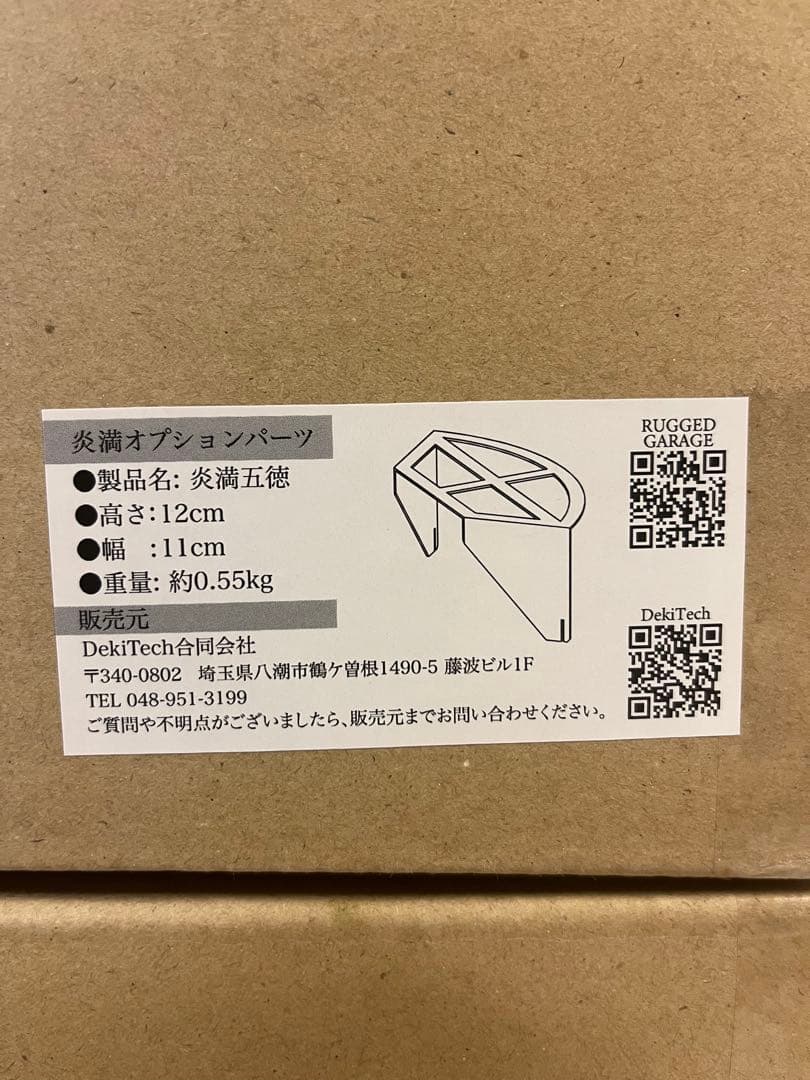 炎満オプションパーツ
●製品名: 炎満五徳
●高さ:12cm
●幅 :11cm
●重量: 約0.55kg
販売元
DekiTech合同会社
〒340-0802 埼玉県八潮市鶴ケ曽根1490-5 藤波ビル1F
TEL 048-951-3199
ご質問や不明点がございましたら、販売元までお問い合わせください。
RUGGED
GARAGE
DekiTech